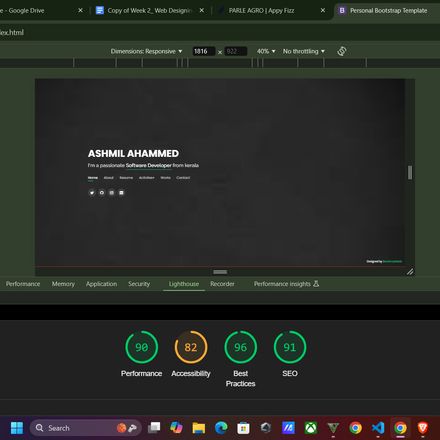 e - Google Drive
Copy of Week 2_ Web Designin
PARLE AGRO | Appy Fizz
Personal Bootstrap Template
dex.html
Dimensions: Responsive
1816 x 922
40%
No throttling
ASHMIL AHAMMED
I'm a passionate Software Developer from kerala
Home About Resume Activities Works Contact
Designed by
Performance Memory Application Security Lighthouse Recorder Performance insights
90 82 96 91
Performance Accessibility Best Practices SEO
Search